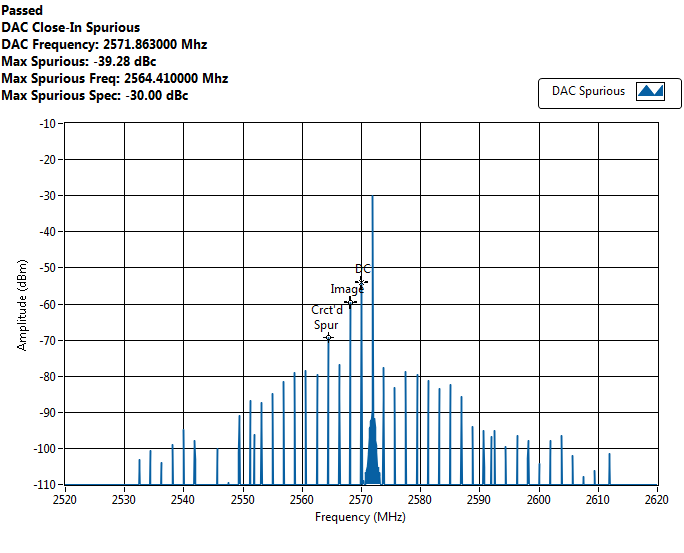 Passed
DAC Close-In Spurious
DAC Frequency: 2571.863000 Mhz
Max Spurious: -39.28 dBc
Max Spurious Freq: 2564.410000 Mhz
Max Spurious Spec: -30.00 dBc
DAC Spurious
-10
-20
-30
-40
-50
-60
-70
-80
-90
-100
-110
Amplitude (dBm)
DC
Image
Crct'd
Spur
2520 2530 2540 2550 2560 2570 2580 2590 2600 2610 2620
Frequency (MHz)